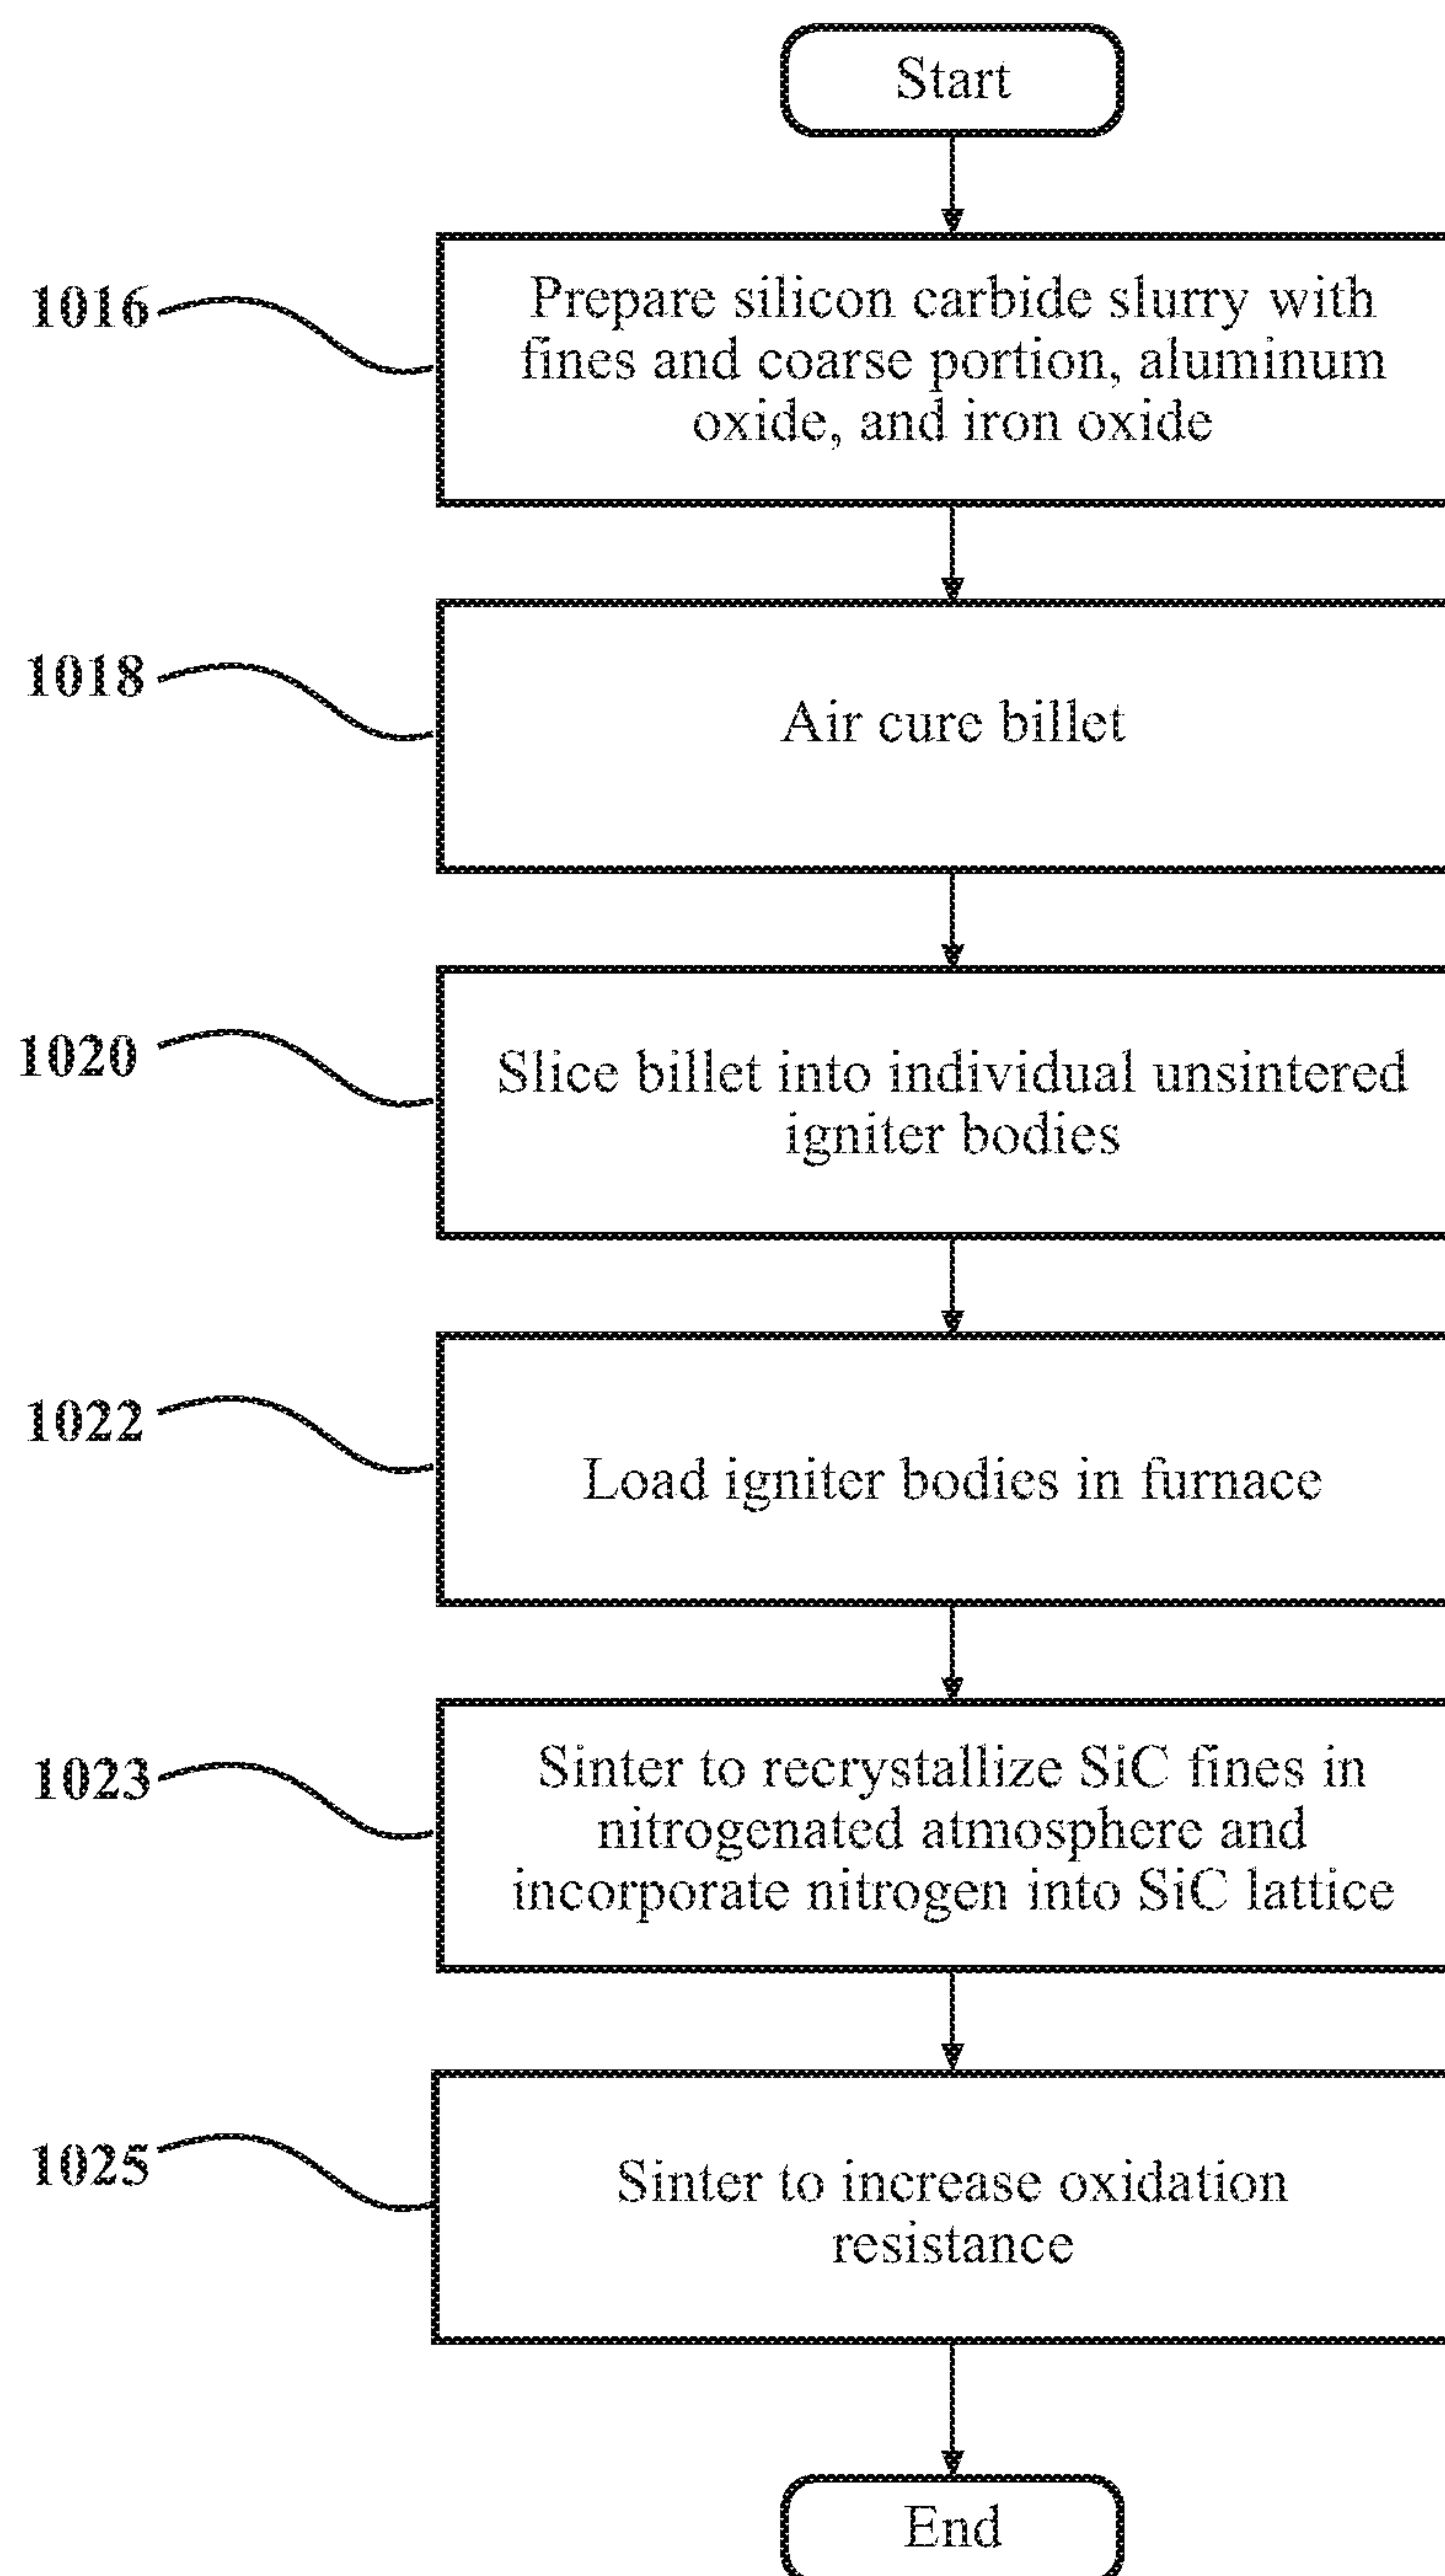 Start
1016
Prepare silicon carbide slurry with
fines and coarse portion, aluminum
oxide, and iron oxide
1018
Air cure billet
1020
Slice billet into individual unsintered
igniter bodies
1022
Load igniter bodies in furnace
1023
Sinter to recrystallize SiC fines in
nitrogenated atmosphere and
incorporate nitrogen into SiC lattice
1025
Sinter to increase oxidation
resistance
End